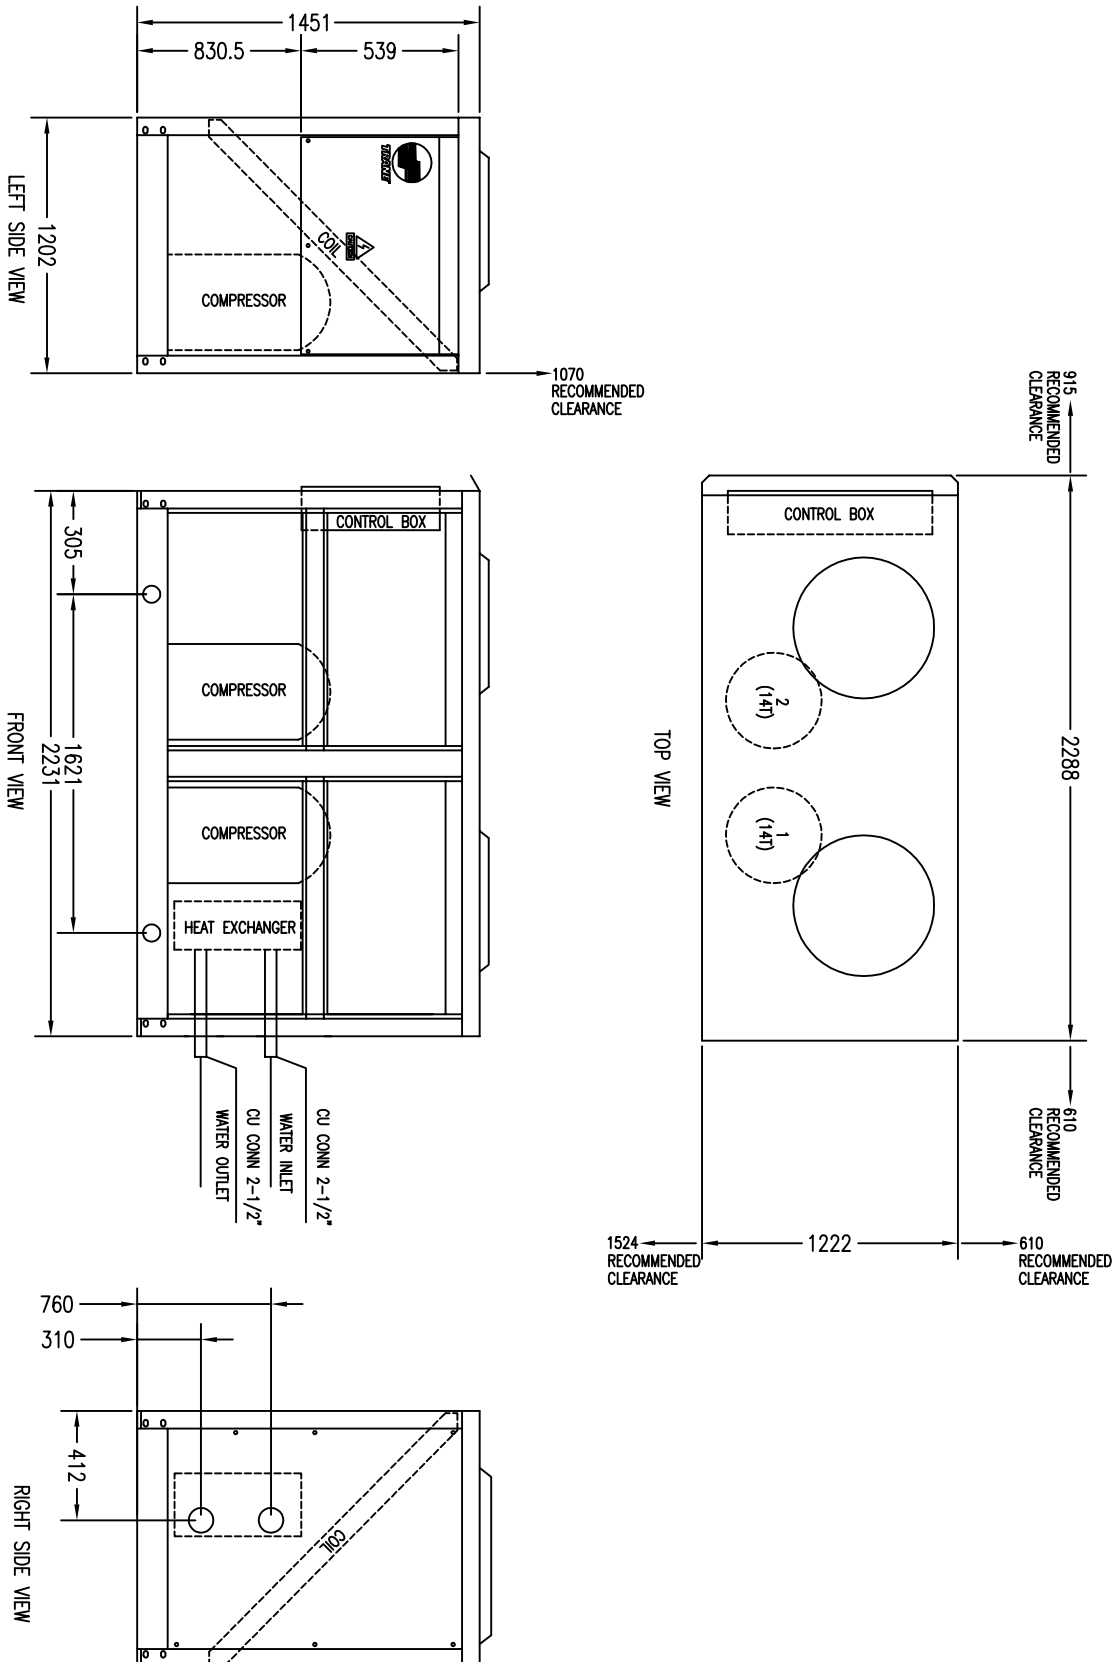 1451
830.5
539
TRANE
DANGER
COIL
COMPRESSOR
1202
LEFT SIDE VIEW
1070
RECOMMENDED
CLEARANCE
915
RECOMMENDED
CLEARANCE
CONTROL BOX
2
(14T)
1
(14T)
2288
TOP VIEW
610
RECOMMENDED
CLEARANCE
1524
RECOMMENDED
CLEARANCE
1222
610
RECOMMENDED
CLEARANCE
305
CONTROL BOX
COMPRESSOR
COMPRESSOR
HEAT EXCHANGER
1621
2231
FRONT VIEW
CU CONN 2-1/2"
WATER INLET
CU CONN 2-1/2"
WATER OUTLET
760
310
412
COIL
RIGHT SIDE VIEW